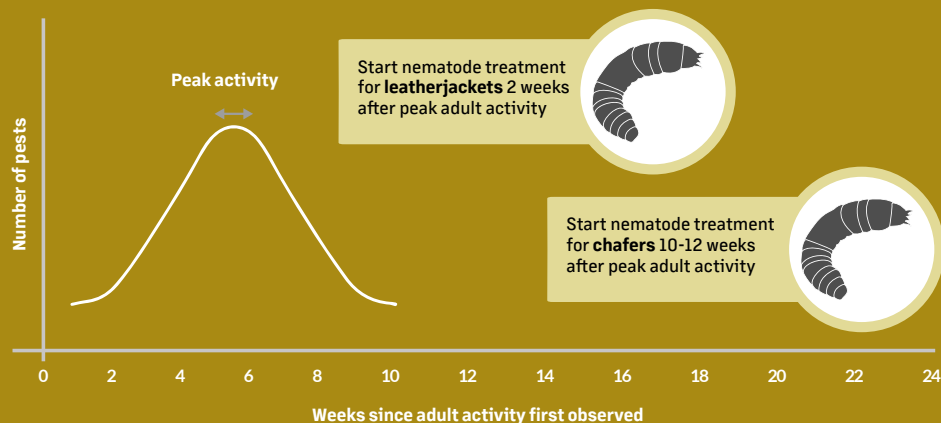 Peak activity
Start nematode treatment
for leatherjackets 2 weeks
after peak adult activity
Start nematode treatment
for chafers 10-12 weeks
after peak adult activity
Number of pests
0 2 4 6 8 10 12 14 16 18 20 22 24
Weeks since adult activity first observed